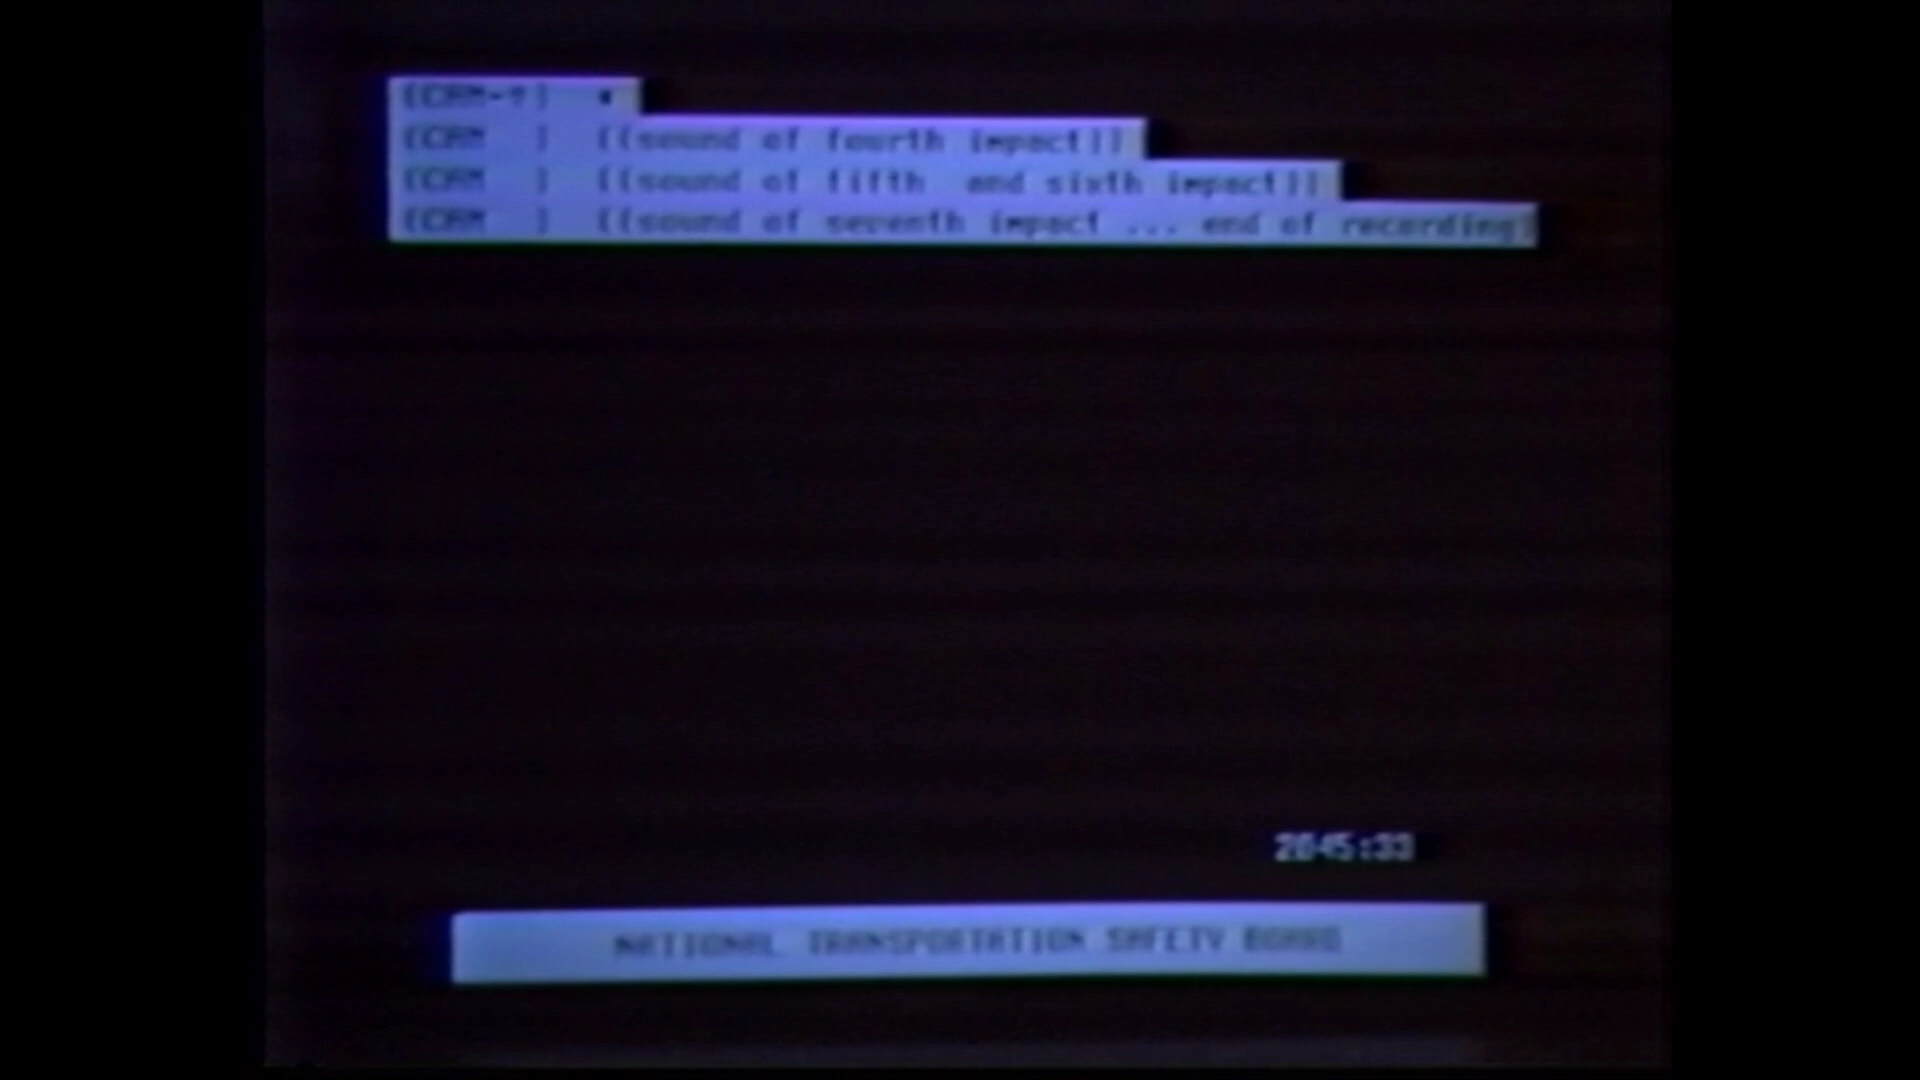 (CAM-?) *
(CAM ) ((sound of fourth impact))
(CAM ) ((sound of fifth and sixth impact))
(CAM ) ((sound of seventh impact ... end of recording)
2045:33
NATIONAL TRANSPORTATION SAFETY BOARD